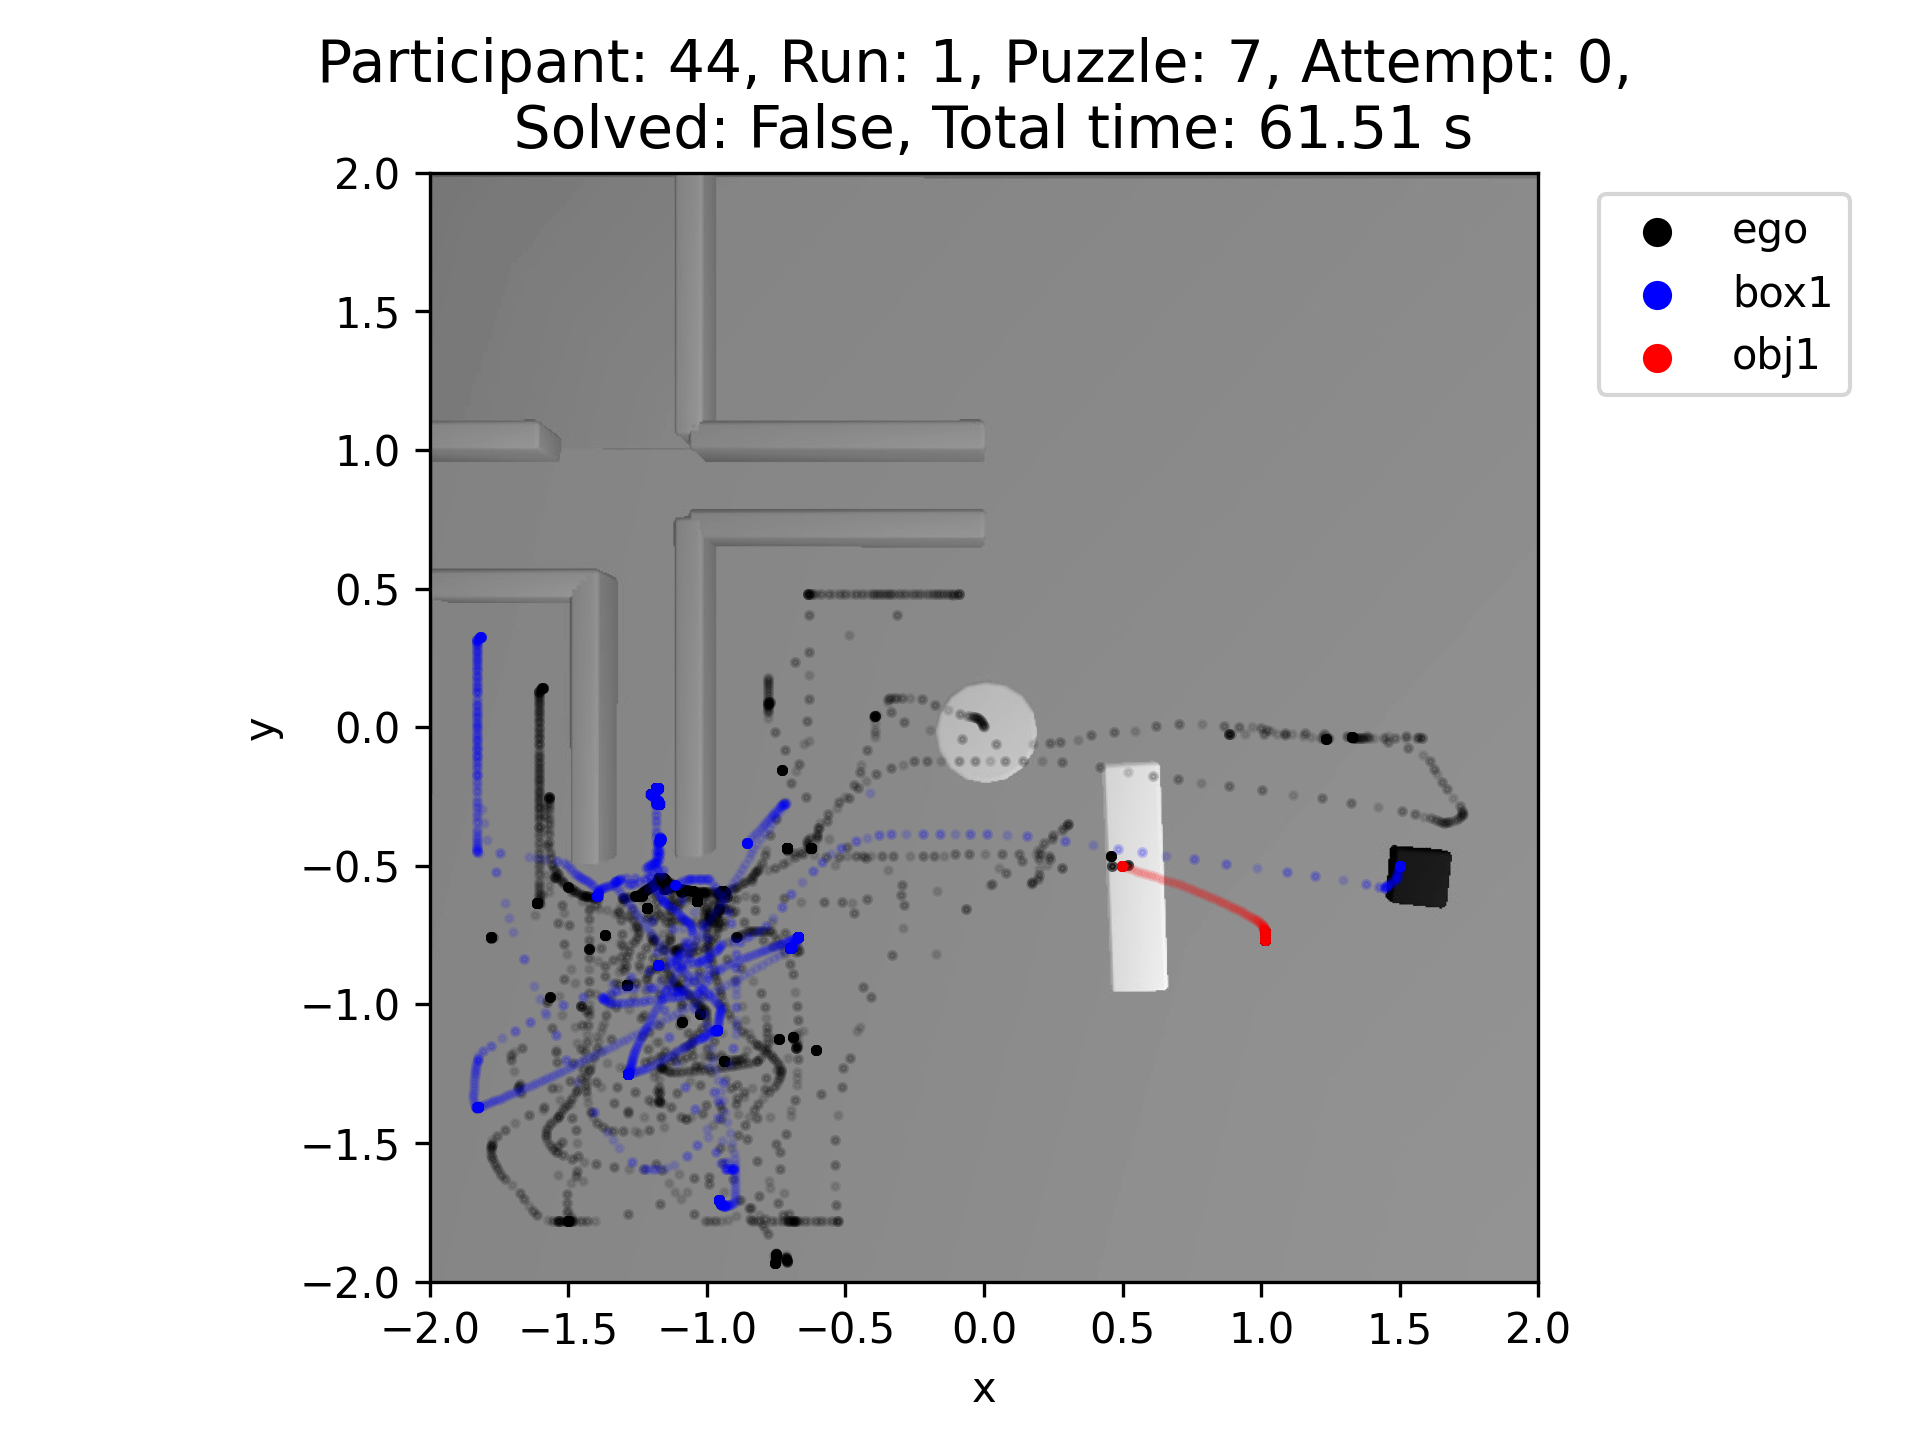 Participant: 44, Run: 1, Puzzle: 7, Attempt: 0,
Solved: False, Total time: 61.51 s
ego
box1
obj1
2.0
1.5
1.0
0.5
0.0
−0.5
−1.0
−1.5
−2.0
y
−2.0 −1.5 −1.0 −0.5 0.0 0.5 1.0 1.5 2.0
x